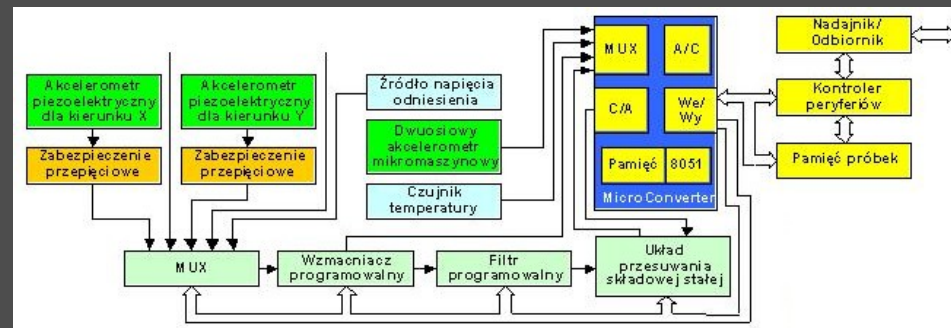 Akcelerometr
piezoelektryczny
dla kierunku X
Akcelerometr
piezoelektryczny
dla kierunku Y
Zabezpieczenie
przepięciowe
Zabezpieczenie
przepięciowe
Źródło napięcia
odniesienia
Dwuosiowy
akcelerometr
mikromaszynowy
Czujnik
temperatury
MUX
A/C
C/A
We/
Wy
Pamięć
8051
MicroConverter
Nadajnik/
Odbiornik
Kontroler
peryferiów
Pamięć próbek
MUX
Wzmacniacz
programowalny
Filtr
programowalny
Układ
przesuwania
składowej stałej